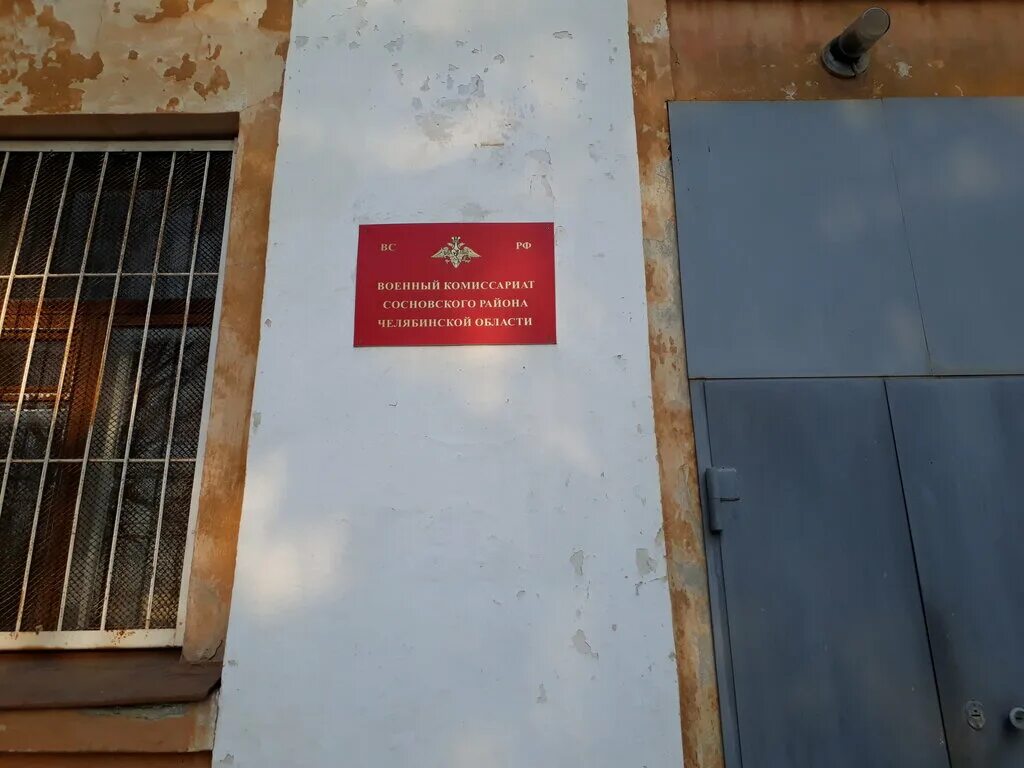 ВС РФ
ВОЕННЫЙ КОМИССАРИАТ
СОСНОВСКОГО РАЙОНА
ЧЕЛЯБИНСКОЙ ОБЛАСТИ